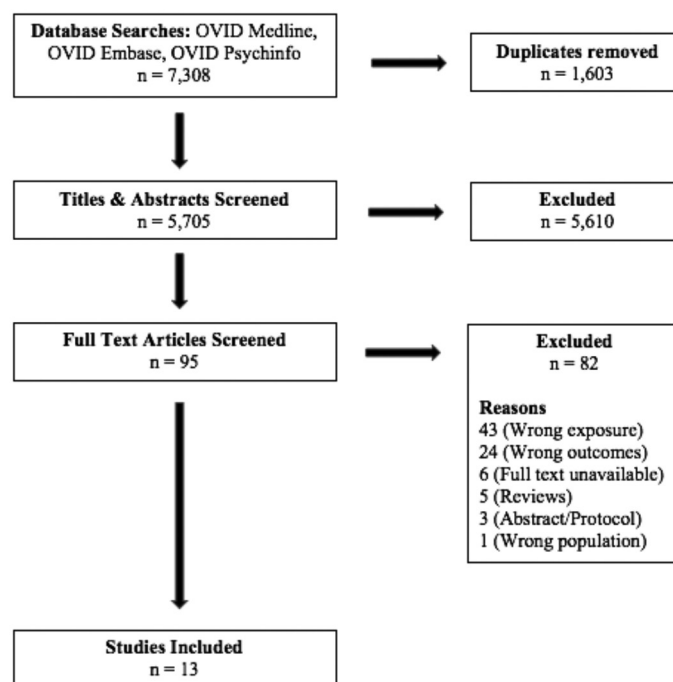 Database Searches: OVID Medline,
OVID Embase, OVID Psychinfo
n = 7,308
Duplicates removed
n = 1,603
Titles & Abstracts Screened
n = 5,705
Excluded
n = 5,610
Full Text Articles Screened
n = 95
Excluded
n = 82
Reasons
43 (Wrong exposure)
24 (Wrong outcomes)
6 (Full text unavailable)
5 (Reviews)
3 (Abstract/Protocol)
1 (Wrong population)
Studies Included
n = 13